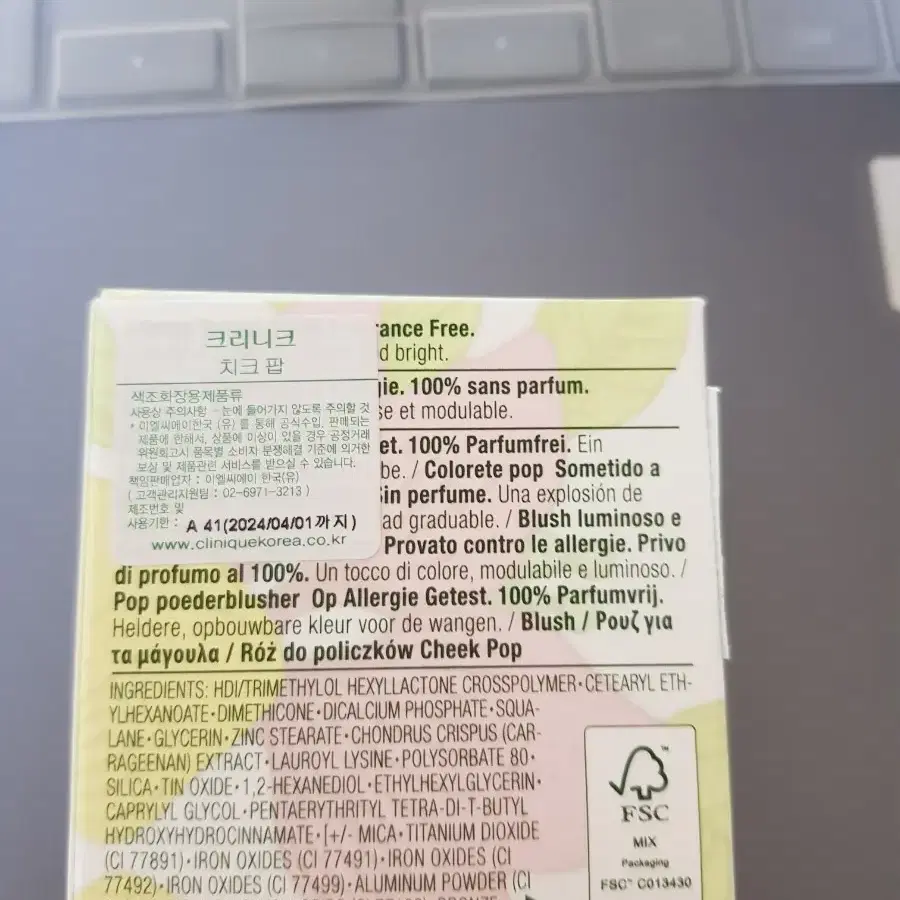 크리니크
치크 팝
색조화장용제품류
사용상 주의사항 - 눈에 들어가지 않도록 주의할 것
* 이엘씨에이한국 (유) 를 통해 공식수입, 판매되는
제품에 한해서, 상품에 이상이 있을 경우 공정거래
위원회고시 품목별 소비자 분쟁해결 기준에 의거한
보상 및 제품관련 서비스를 받으실 수 있습니다.
책임판매업자 : 이엘씨에이 한국(유)
( 고객관리지원팀 : 02-6971-3213 )
제조번호 및
사용기한 : A 41(2024/04/01까지)
www.cliniquekorea.co.kr
rance Free.
d bright.
gie. 100% sans parfum.
se et modulable.
et. 100% Parfumfrei. Ein
be. / Colorete pop Sometido a
Sin perfume. Una explosión de
ad graduable. / Blush luminoso e
Provato contro le allergie. Privo
di profumo al 100%. Un tocco di colore, modulabile e luminoso. /
Pop poederblusher Op Allergie Getest. 100% Parfumvrij.
Heldere, opbouwbare kleur voor de wangen. / Blush / Ρουζ για
τα μάγουλα / Róż do policzków Cheek Pop
INGREDIENTS: HDI/TRIMETHYLOL HEXYLLACTONE CROSSPOLYMER•CETEARYL ETH-
YLHEXANOATE•DIMETHICONE•DICALCIUM PHOSPHATE•SQUA-
LANE•GLYCERIN•ZINC STEARATE•CHONDRUS CRISPUS (CAR-
RAGEENAN) EXTRACT•LAUROYL LYSINE•POLYSORBATE 80•
SILICA•TIN OXIDE•1,2-HEXANEDIOL•ETHYLHEXYLGLYCERIN•
CAPRYLYL GLYCOL•PENTAERYTHRITYL TETRA-DI-T-BUTYL
HYDROXYHYDROCINNAMATE•[+/- MICA•TITANIUM DIOXIDE
(CI 77891)•IRON OXIDES (CI 77491)•IRON OXIDES (CI
77492)•IRON OXIDES (CI 77499)•ALUMINUM POWDER (CI
FSC
MIX
Packaging
FSC™ C013430